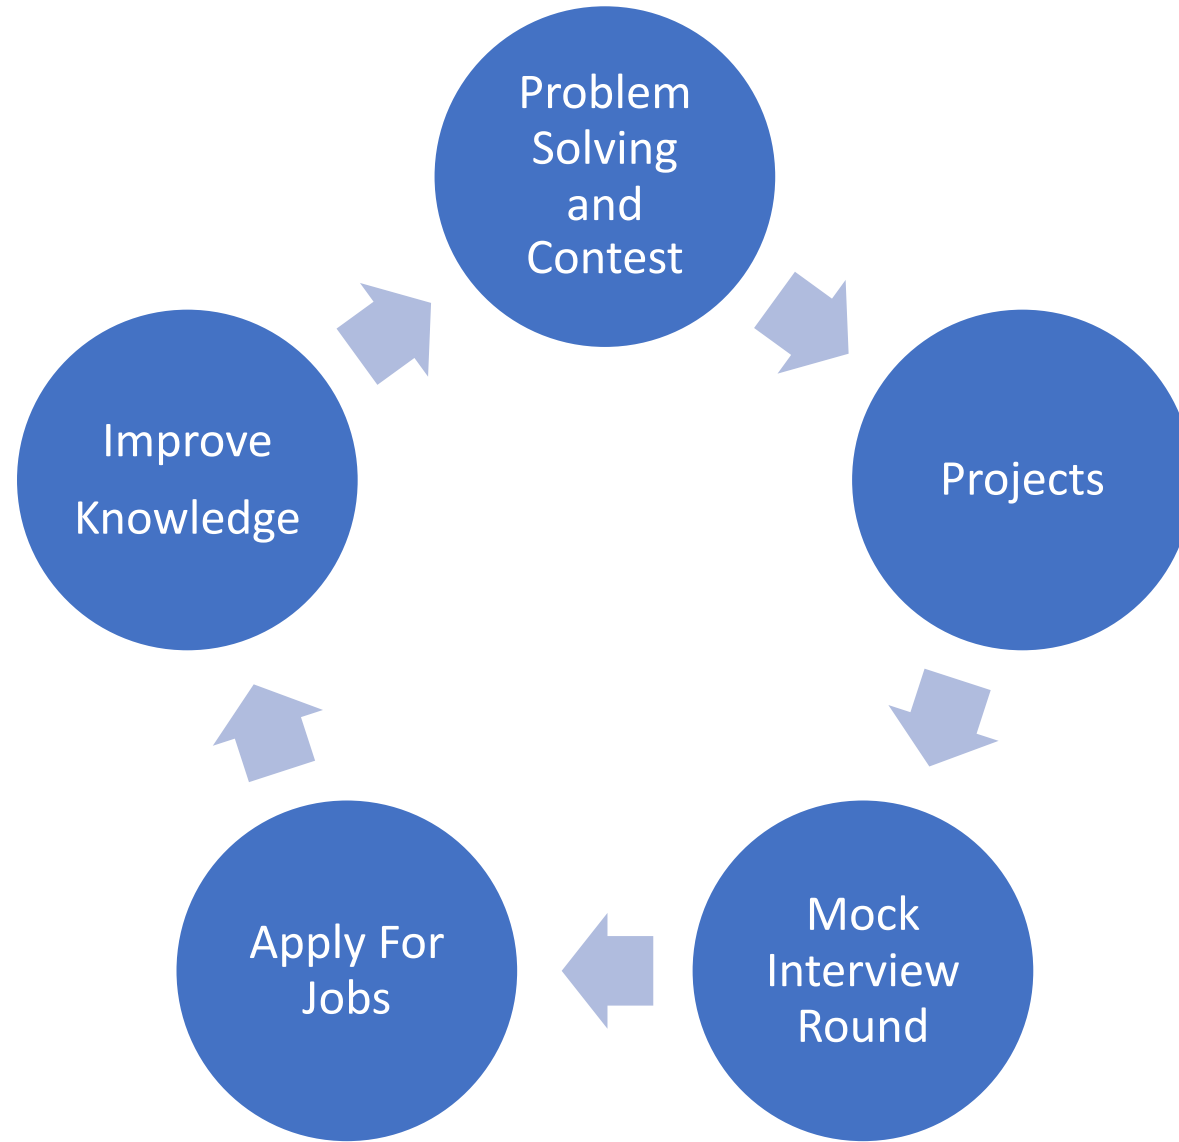 Problem
Solving
and
Contest
Projects
Mock
Interview
Round
Apply For
Jobs
Improve
Knowledge